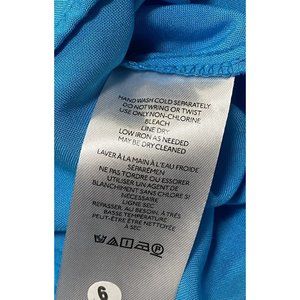 HAND WASH COLD SEPARATELY
DO NOT WRING OR TWIST
USE ONLY NON-CHLORINE
BLEACH
LINE DRY
LOW IRON AS NEEDED
MAY BE DRY CLEANED
LAVER À LA MAIN À L'EAU FROIDE
SÉPARÉMEN
NE PAS TORDRE OU ESSORER
UTILISER UN AGENT DE
BLANCHIMENT SANS CHLORE SI
NÉCESSAIRE
LIGNE SEC
REPASSER, AU BESOIN, À TRÈS
BASSE TEMPÉRATURE
PEUT-ÊTRE ÊTRE NETTOYÉE
À SEC
6